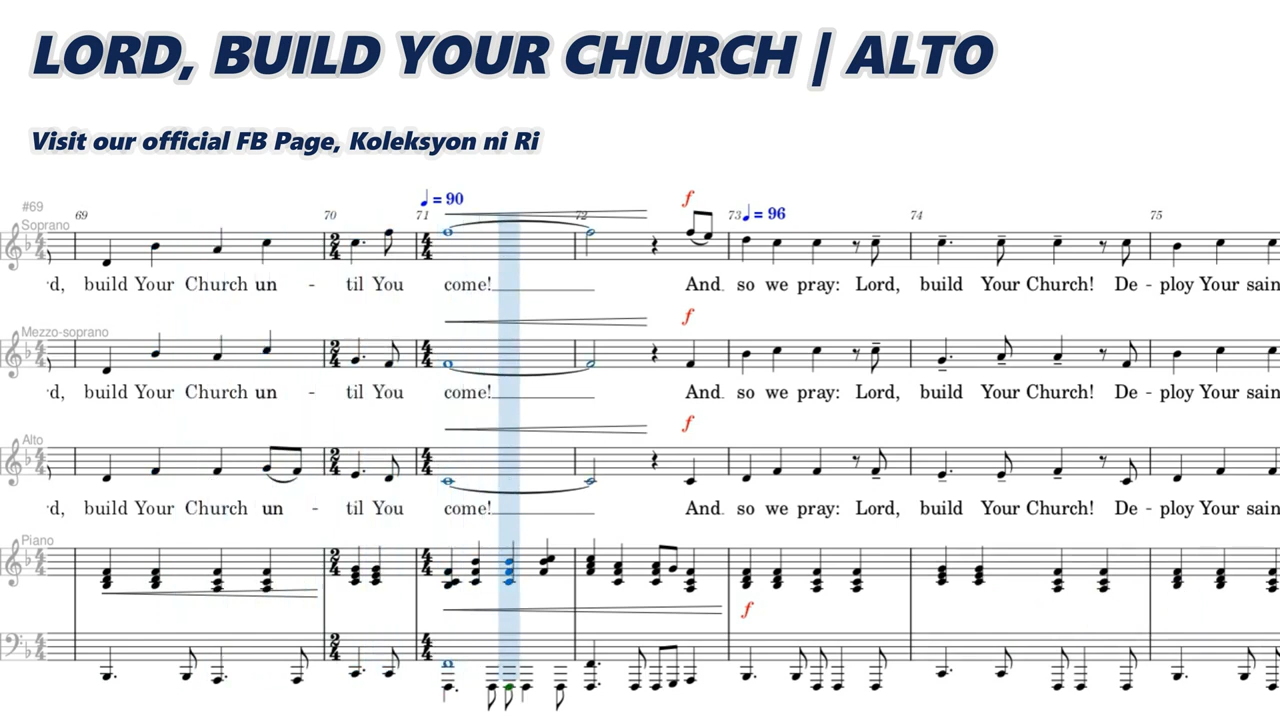 LORD, BUILD YOUR CHURCH | ALTO
Visit our official FB Page, Koleksyon ni Ri
#69
69 70 71 72 73 74 75
= 90
= 96
f
Soprano
'd, build Your Church un - til You come! And so we pray: Lord, build Your Church! De - ploy Your sain
f
Mezzo-soprano
'd, build Your Church un - til You come! And so we pray: Lord, build Your Church! De - ploy Your sain
f
Alto
'd, build Your Church un - til You come! And so we pray: Lord, build Your Church! De - ploy Your sain
Piano
f